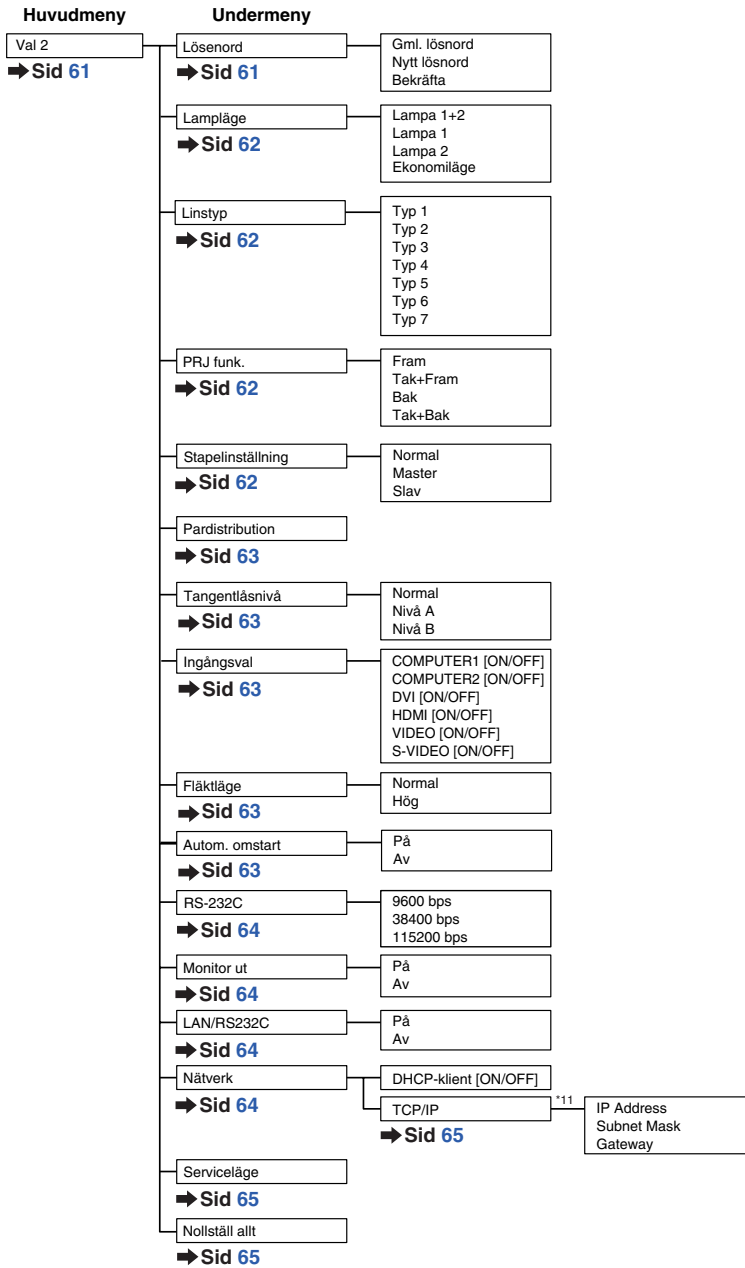 Huvudmeny
Undermeny
Val 2
➡Sid 61
Lösenord
➡Sid 61
Gml. lösnord
Nytt lösnord
Bekräfta
Lampläge
➡Sid 62
Lampa 1+2
Lampa 1
Lampa 2
Ekonomiläge
Linstyp
➡Sid 62
Typ 1
Typ 2
Typ 3
Typ 4
Typ 5
Typ 6
Typ 7
PRJ funk.
➡Sid 62
Fram
Tak+Fram
Bak
Tak+Bak
Stapelinställning
➡Sid 62
Normal
Master
Slav
Pardistribution
➡Sid 63
Tangentlåsnivå
➡Sid 63
Normal
Nivå A
Nivå B
Ingångsval
➡Sid 63
COMPUTER1 [ON/OFF]
COMPUTER2 [ON/OFF]
DVI [ON/OFF]
HDMI [ON/OFF]
VIDEO [ON/OFF]
S-VIDEO [ON/OFF]
Fläktläge
➡Sid 63
Normal
Hög
Autom. omstart
➡Sid 63
På
Av
RS-232C
➡Sid 64
9600 bps
38400 bps
115200 bps
Monitor ut
➡Sid 64
På
Av
LAN/RS232C
➡Sid 64
På
Av
Nätverk
➡Sid 64
DHCP-klient [ON/OFF]
TCP/IP
➡Sid 65
*11
IP Address
Subnet Mask
Gateway
Serviceläge
➡Sid 65
Nollställ allt
➡Sid 65